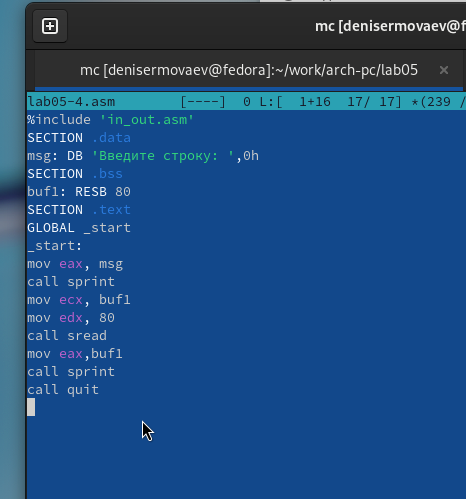 mc [denisermovaev@f
mc [denisermovaev@fedora]:~/work/arch-pc/lab05
lab05-4.asm [----] 0 L:[ 1+16 17/ 17] *(239 /
%include 'in_out.asm'
SECTION .data
msg: DB 'Введите строку: ',0h
SECTION .bss
buf1: RESB 80
SECTION .text
GLOBAL _start
_start:
mov eax, msg
call sprint
mov ecx, buf1
mov edx, 80
call sread
mov eax,buf1
call sprint
call quit